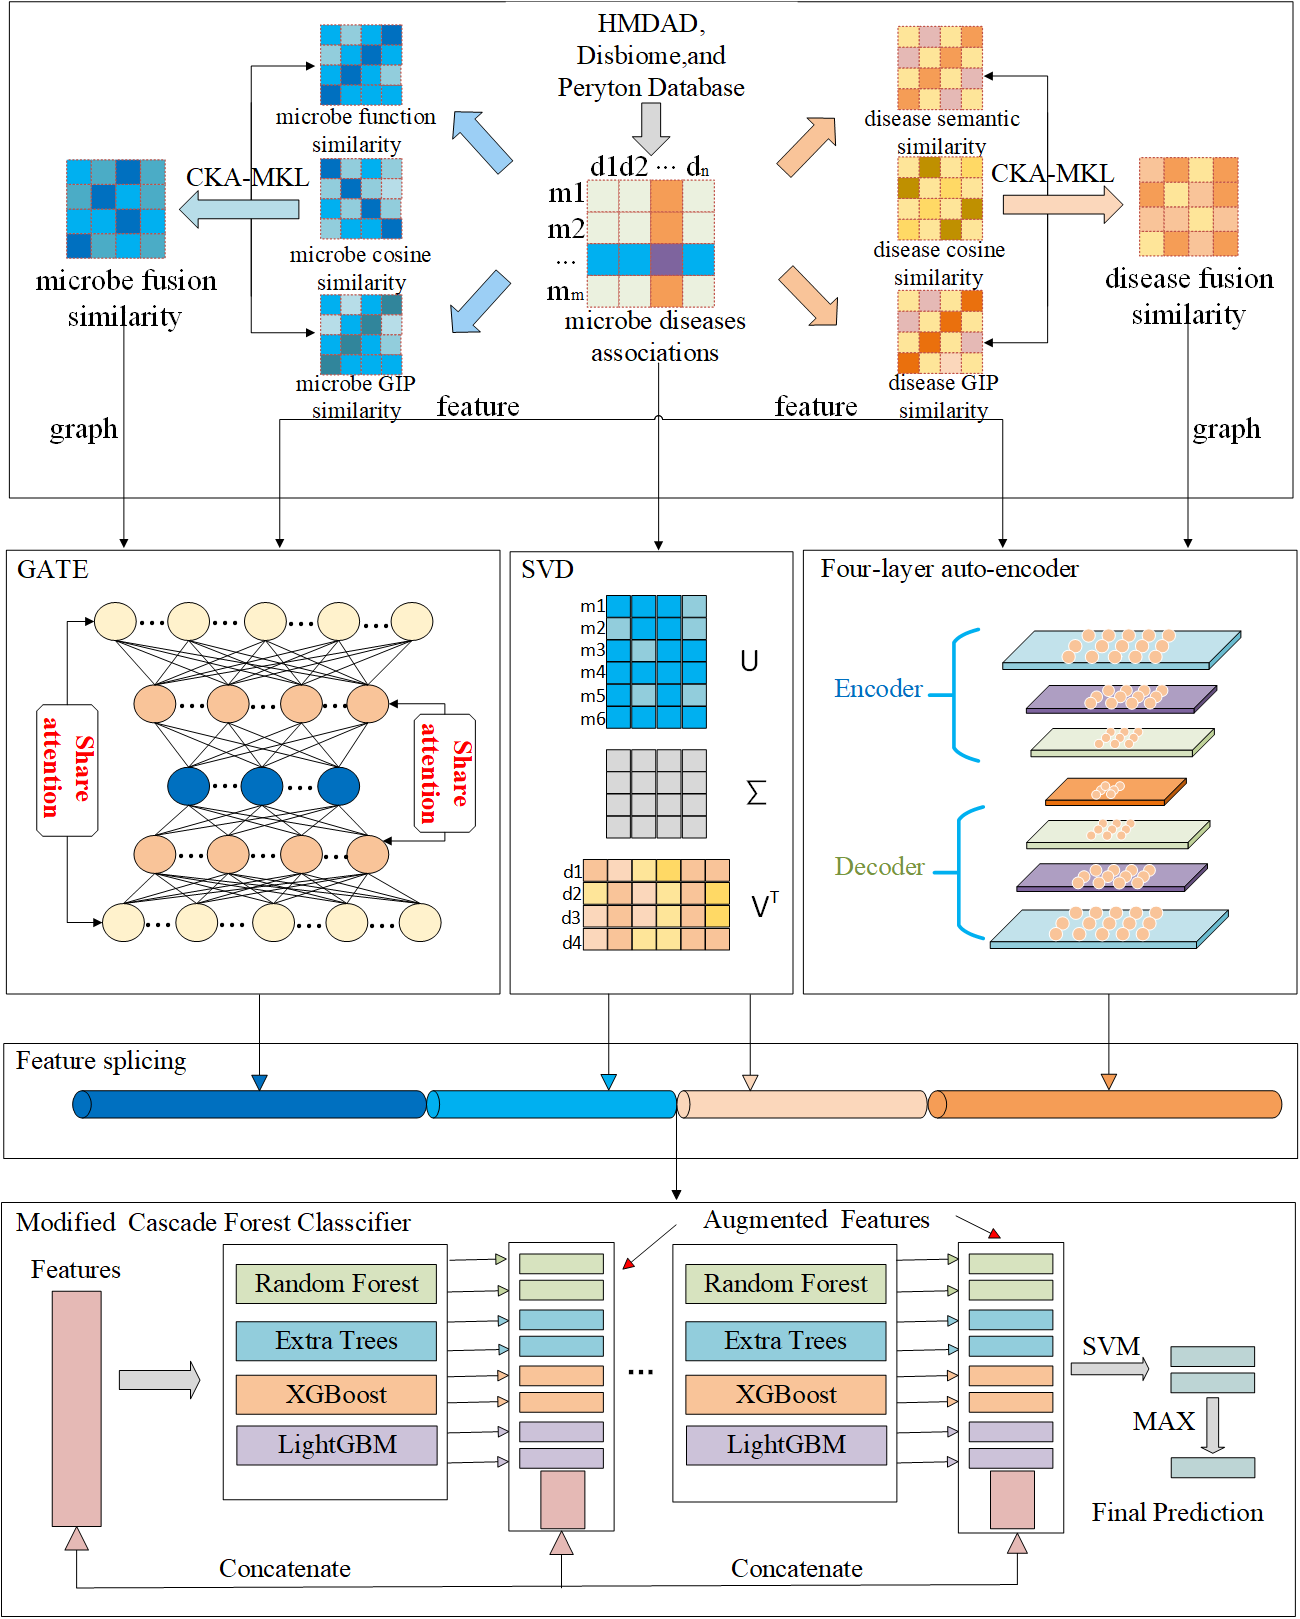 HMDAD,
Disbiome,and
Peryton Database
microbe function
similarity
disease semantic
similarity
d1d2 ··· dn
m1
m2
...
mm
CKA-MKL
CKA-MKL
microbe cosine
similarity
disease cosine
similarity
microbe fusion
similarity
disease fusion
similarity
microbe diseases
associations
microbe GIP
similarity
disease GIP
similarity
feature
feature
graph
graph
GATE
Share
attention
Share
attention
SVD
m1
m2
m3
m4
m5
m6
U
∑
d1
d2
d3
d4
VT
Four-layer auto-encoder
Encoder
Decoder
Feature splicing
Modified Cascade Forest Classcifier
Augmented Features
Features
Random Forest
Extra Trees
XGBoost
LightGBM
...
Random Forest
Extra Trees
XGBoost
LightGBM
SVM
MAX
Final Prediction
Concatenate
Concatenate